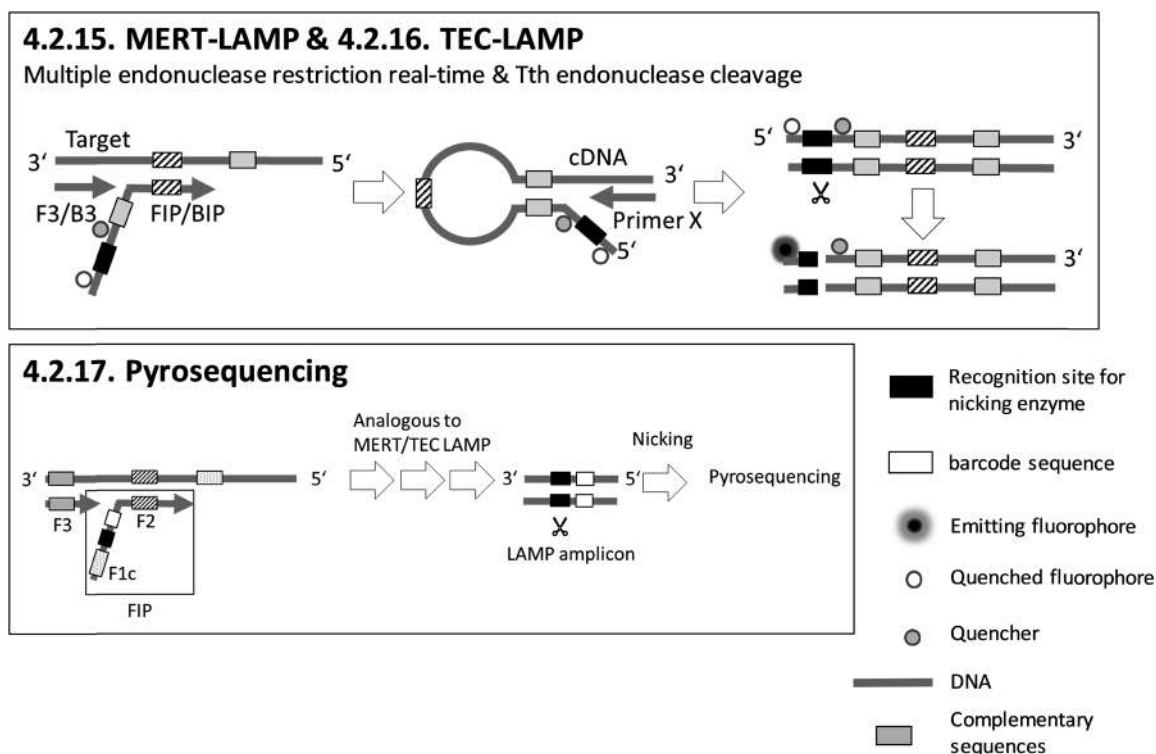 4.2.15. MERT-LAMP & 4.2.16. TEC-LAMP
Multiple endonuclease restriction real-time & Tth endonuclease cleavage
Target
3‘
5‘
F3/B3
FIP/BIP
cDNA
3‘
Primer X
5‘
5‘
3‘
3‘
4.2.17. Pyrosequencing
3‘
5‘
F3
F2
F1c
FIP
Analogous to
MERT/TEC LAMP
3‘
5‘
LAMP amplicon
Nicking
Pyrosequencing
Recognition site for
nicking enzyme
barcode sequence
Emitting fluorophore
Quenched fluorophore
Quencher
DNA
Complementary
sequences